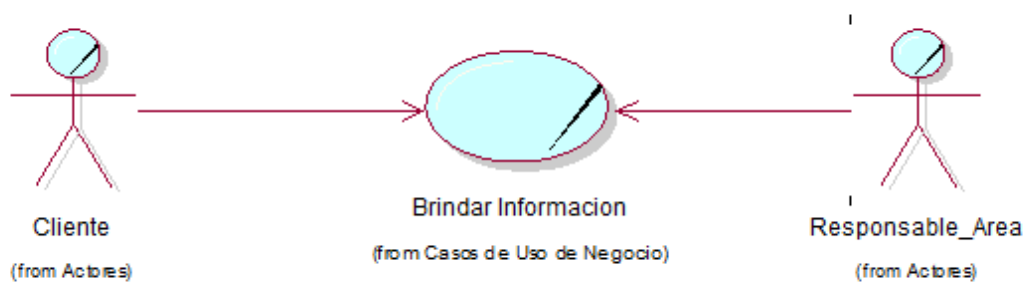 Cliente
(from Actores)
Brindar Informacion
(from Casos de Uso de Negocio)
Responsable_Area
(from Actores)